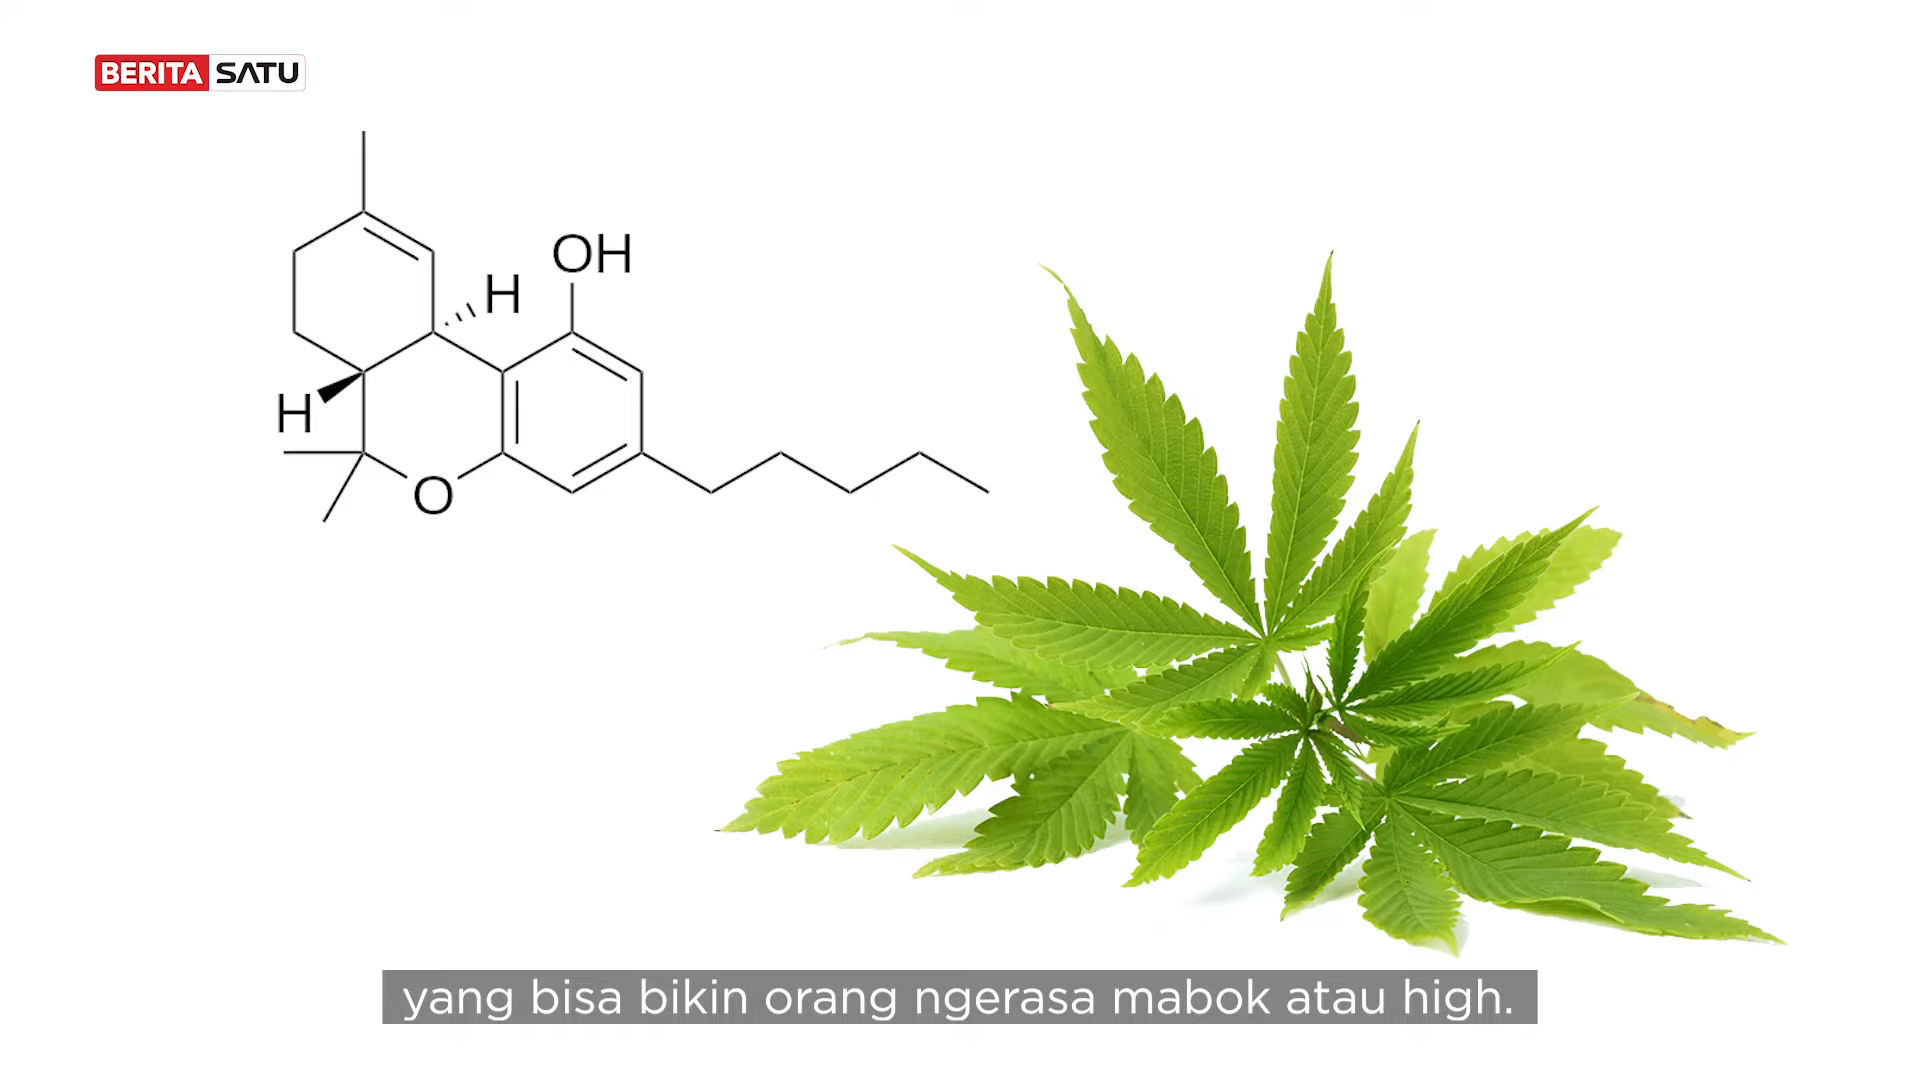 BERITA SATU
OH
H
H
O
yang bisa bikin orang ngerasa mabok atau high.